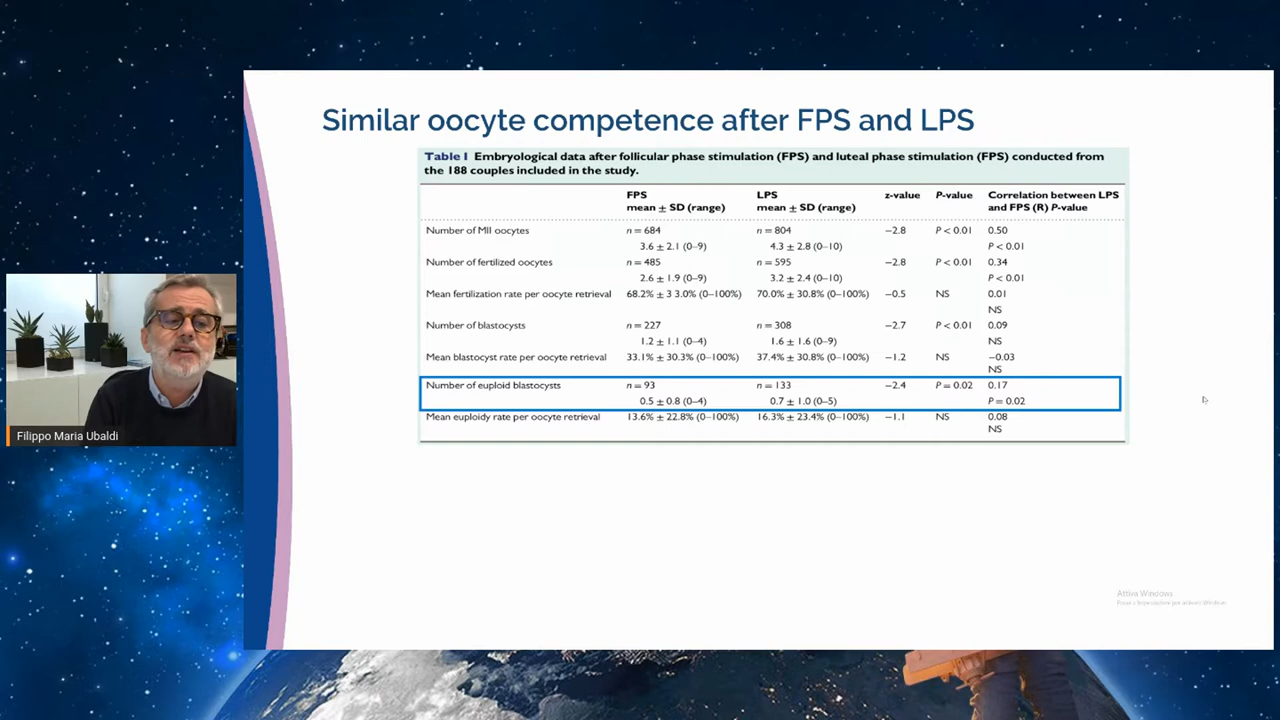 Similar oocyte competence after FPS and LPS
Table I Embryological data after follicular phase stimulation (FPS) and luteal phase stimulation (FPS) conducted from
the 188 couples included in the study.
FPS LPS z-value P-value Correlation between LPS
mean ± SD (range) mean ± SD (range) and FPS (R) P-value
Number of MII oocytes n = 684 n = 804 −2.8 P < 0.01 0.50
3.6 ± 2.1 (0–9) 4.3 ± 2.8 (0–10) P < 0.01
Number of fertilized oocytes n = 485 n = 595 −2.8 P < 0.01 0.34
2.6 ± 1.9 (0–9) 3.2 ± 2.4 (0–10) P < 0.01
Mean fertilization rate per oocyte retrieval 68.2% ± 3 3.0% (0–100%) 70.0% ± 30.8% (0–100%) −0.5 NS 0.01
NS
Number of blastocysts n = 227 n = 308 −2.7 P < 0.01 0.09
1.2 ± 1.1 (0–4) 1.6 ± 1.6 (0–9) NS
Mean blastocyst rate per oocyte retrieval 33.1% ± 30.3% (0–100%) 37.4% ± 30.8% (0–100%) −1.2 NS −0.03
NS
Number of euploid blastocysts n = 93 n = 133 −2.4 P = 0.02 0.17
0.5 ± 0.8 (0–4) 0.7 ± 1.0 (0–5) P = 0.02
Mean euploidy rate per oocyte retrieval 13.6% ± 22.8% (0–100%) 16.3% ± 23.4% (0–100%) −1.1 NS 0.08
NS
Filippo Maria Ubaldi
Attiva Windows
per attivare Windows.